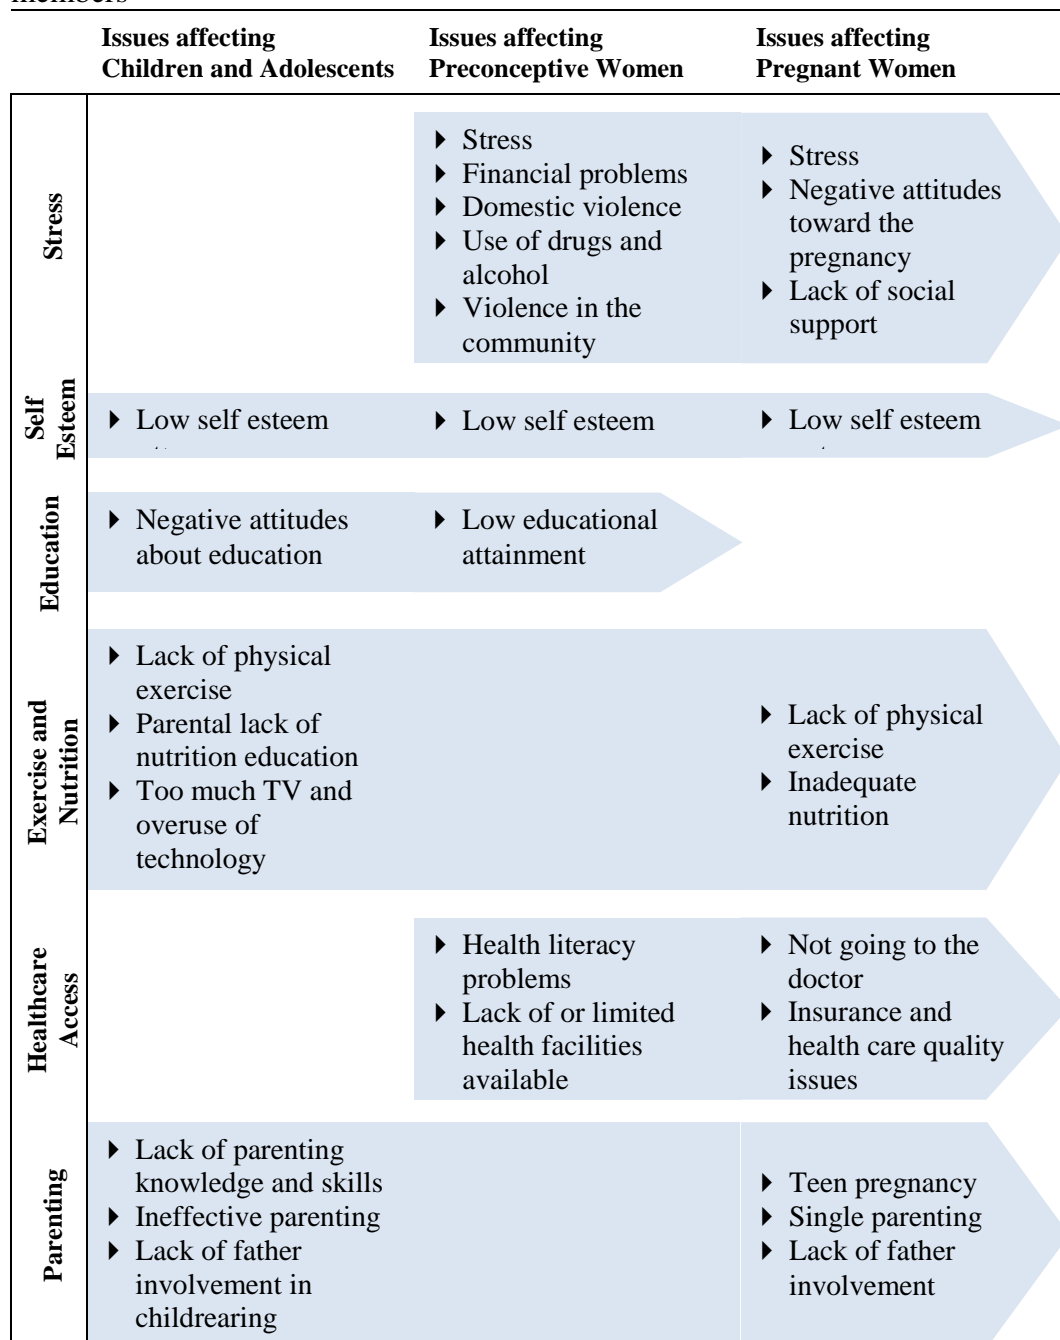 members
Issues affecting
Children and Adolescents
Issues affecting
Preconceptive Women
Issues affecting
Pregnant Women
Stress
▶ Stress
▶ Financial problems
▶ Domestic violence
▶ Use of drugs and
alcohol
▶ Violence in the
community
▶ Stress
▶ Negative attitudes
toward the
pregnancy
▶ Lack of social
support
Self
Esteem
▶ Low self esteem
▶ Low self esteem
▶ Low self esteem
Education
▶ Negative attitudes
about education
▶ Low educational
attainment
Exercise and
Nutrition
▶ Lack of physical
exercise
▶ Parental lack of
nutrition education
▶ Too much TV and
overuse of
technology
▶ Lack of physical
exercise
▶ Inadequate
nutrition
Healthcare
Access
▶ Health literacy
problems
▶ Lack of or limited
health facilities
available
▶ Not going to the
doctor
▶ Insurance and
health care quality
issues
Parenting
▶ Lack of parenting
knowledge and skills
▶ Ineffective parenting
▶ Lack of father
involvement in
childrearing
▶ Teen pregnancy
▶ Single parenting
▶ Lack of father
involvement